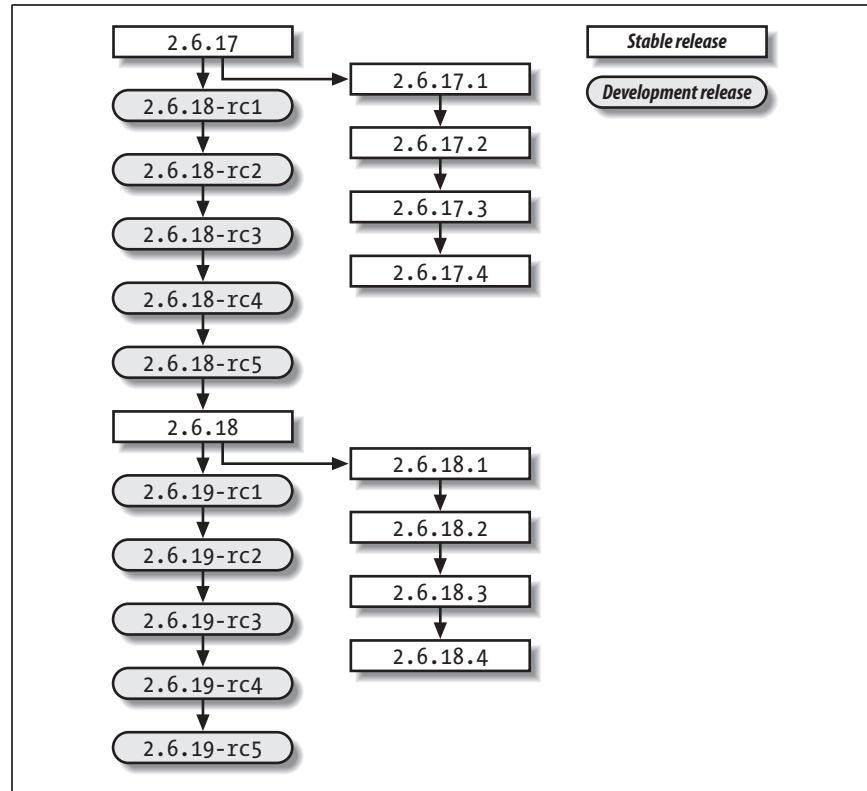 2.6.17
Stable release
2.6.17.1
Development release
2.6.18-rc1
2.6.17.2
2.6.18-rc2
2.6.17.3
2.6.18-rc3
2.6.17.4
2.6.18-rc4
2.6.18-rc5
2.6.18
2.6.18.1
2.6.19-rc1
2.6.18.2
2.6.19-rc2
2.6.18.3
2.6.19-rc3
2.6.18.4
2.6.19-rc4
2.6.19-rc5